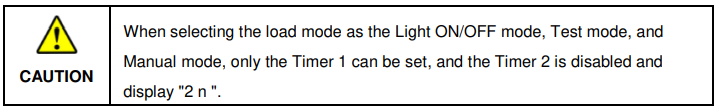 CAUTION
When selecting the load mode as the Light ON/OFF mode, Test mode, and
Manual mode, only the Timer 1 can be set, and the Timer 2 is disabled and
display "2 n ".